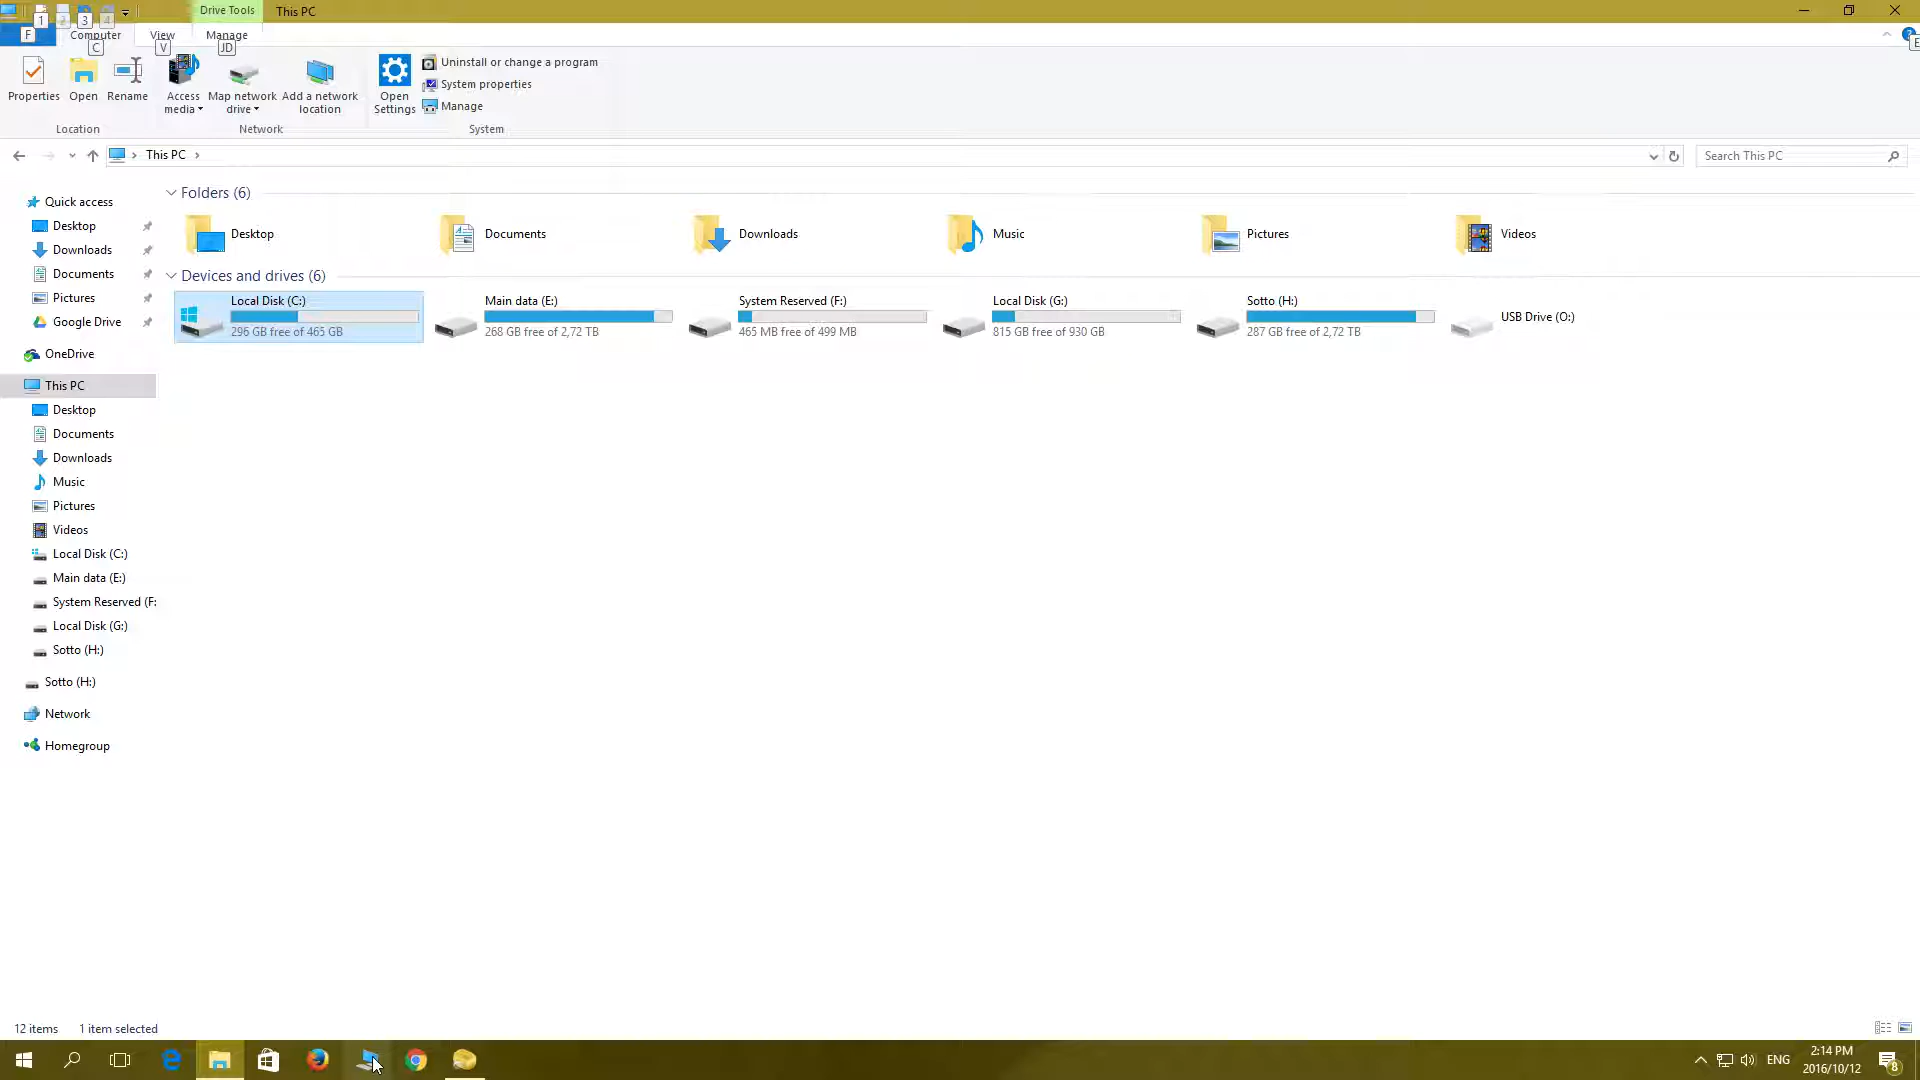 1 2 3 4 Drive Tools This PC
F Computer View Manage
C V JD E
Uninstall or change a program
System properties
Manage
Properties Open Rename Access media Map network drive Add a network location Open Settings
Location Network System
This PC
Search This PC
Quick access
Desktop
Downloads
Documents
Pictures
Google Drive
OneDrive
This PC
Desktop
Documents
Downloads
Music
Pictures
Videos
Local Disk (C:)
Main data (E:)
System Reserved (F:
Local Disk (G:)
Sotto (H:)
Sotto (H:)
Network
Homegroup
Folders (6)
Desktop Documents Downloads Music Pictures Videos
Devices and drives (6)
Local Disk (C:)
296 GB free of 465 GB
Main data (E:)
268 GB free of 2,72 TB
System Reserved (F:)
465 MB free of 499 MB
Local Disk (G:)
815 GB free of 930 GB
Sotto (H:)
287 GB free of 2,72 TB
USB Drive (O:)
12 items 1 item selected
ENG
2:14 PM
2016/10/12
8